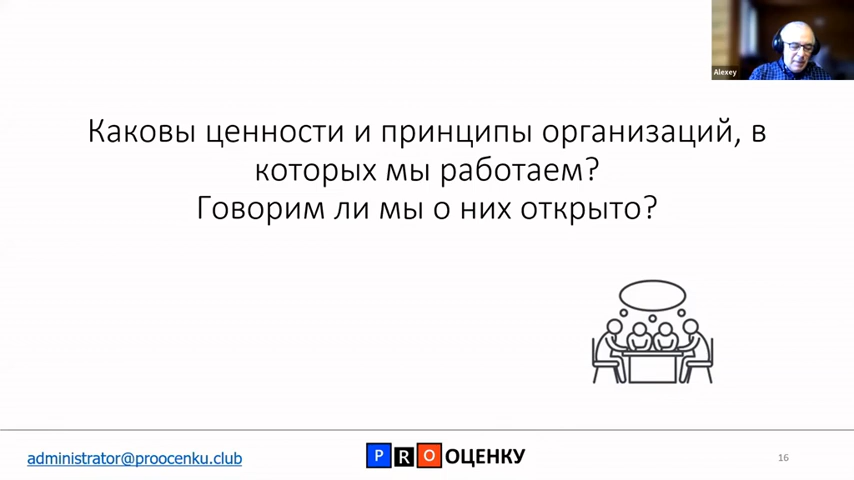 Alexey
Каковы ценности и принципы организаций, в
которых мы работаем?
Говорим ли мы о них открыто?
administrator@proocenku.club
PRO ОЦЕНКУ
16